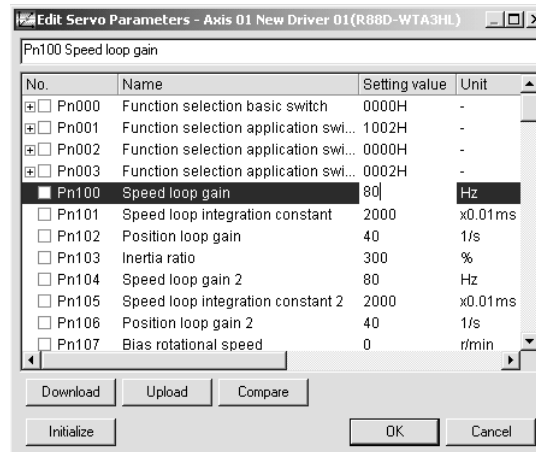 Edit Servo Parameters - Axis 01 New Driver 01(R88D-WTA3HL)
Pn100 Speed loop gain
No. Name Setting value Unit
Pn000 Function selection basic switch 0000H -
Pn001 Function selection application swi... 1002H -
Pn002 Function selection application swi... 0000H -
Pn003 Function selection application swi... 0002H -
Pn100 Speed loop gain 80 Hz
Pn101 Speed loop integration constant 2000 x0.01ms
Pn102 Position loop gain 40 1/s
Pn103 Inertia ratio 300 %
Pn104 Speed loop gain 2 80 Hz
Pn105 Speed loop integration constant 2 2000 x0.01ms
Pn106 Position loop gain 2 40 1/s
Pn107 Bias rotational speed 0 r/min
Download Upload Compare
Initialize OK Cancel